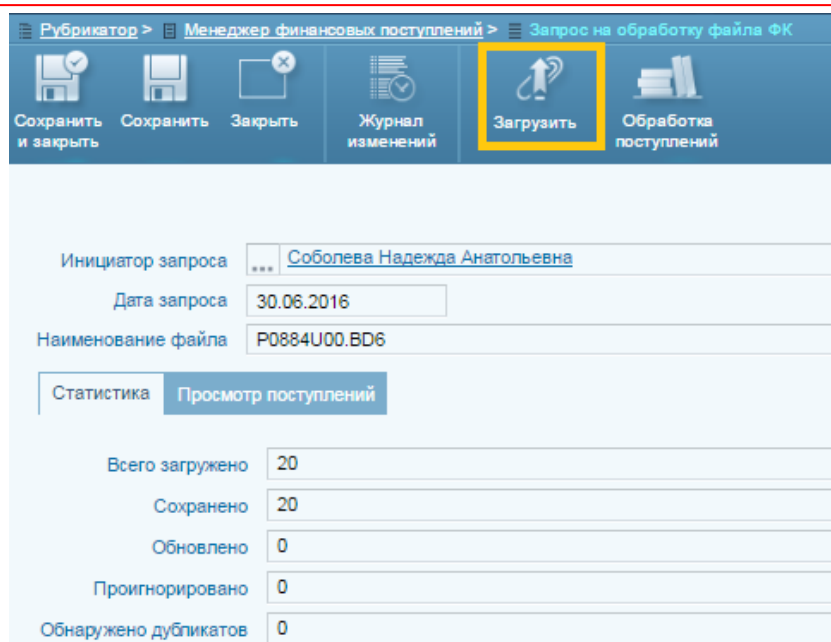 Рубрикатор > Менеджер финансовых поступлений > Запрос на обработку файла ФК
Сохранить и закрыть
Сохранить
Закрыть
Журнал изменений
Загрузить
Обработка поступлений
Инициатор запроса ... Соболева Надежда Анатольевна
Дата запроса 30.06.2016
Наименование файла P0884U00.BD6
Статистика Просмотр поступлений
Всего загружено 20
Сохранено 20
Обновлено 0
Проигнорировано 0
Обнаружено дубликатов 0